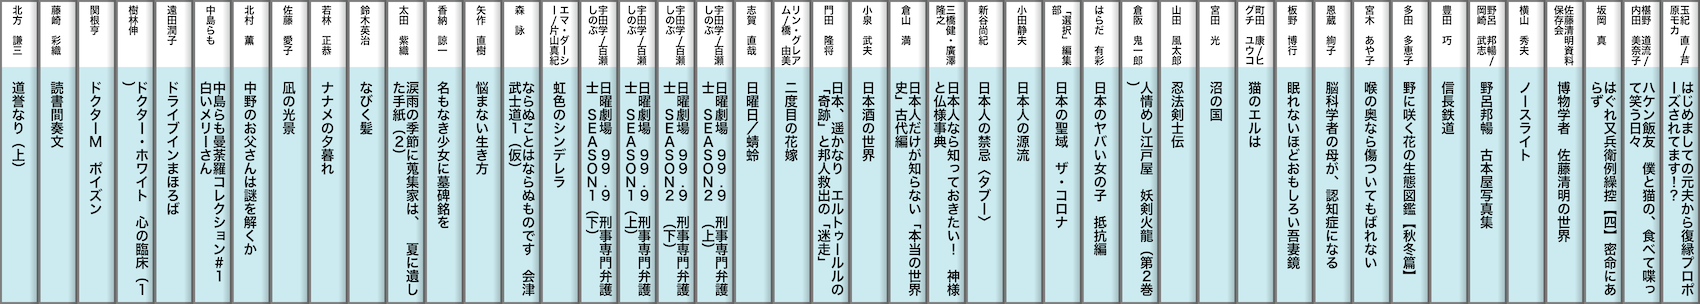 玉紀 直/芦
原モカ
はじめましての元夫から復縁プロポ
ーズされてます!?
椹野 道流/
内田 美奈子
ハケン飯友 僕と猫の、食べて喋っ
て笑う日々
坂岡 真
はぐれ又兵衛例繰控【四】密命にあ
らず
佐藤清明資料
保存会
博物学者 佐藤清明の世界
横山 秀夫
ノースライト
野呂 邦暢/
岡崎 武志
野呂邦暢 古本屋写真集
豊田 巧
信長鉄道
多田 多恵子
野に咲く花の生態図鑑【秋冬篇】
宮木 あや子
喉の奥なら傷ついてもばれない
恩蔵 絢子
脳科学者の母が、認知症になる
板野 博行
眠れないほどおもしろい吾妻鏡
町田 康/ヒ
グチ ユウコ
猫のエルは
宮田 光
沼の国
山田 風太郎
忍法剣士伝
倉阪 鬼一郎
人情めし江戸屋 妖剣火龍(第2巻
)
はらだ 有彩
日本のヤバい女の子 抵抗編
「選択」編集
部
日本の聖域 ザ・コロナ
小田静夫
日本人の源流
新谷尚紀
日本人の禁忌〈タブー〉
三橋健・廣澤
隆之
日本人なら知っておきたい! 神様
と仏様事典
倉山 満
日本人だけが知らない「本当の世界
史」古代編
小泉 武夫
日本酒の世界
門田 隆将
日本、遥かなり エルトゥールルの
「奇跡」と邦人救出の「迷走」
リン・グレア
ム/橋 由美
二度目の花嫁
志賀 直哉
日曜日/蜻蛉
宇田学/百瀬
しのぶ
日曜劇場 99.9 刑事専門弁護
士 SEASON2 (上)
宇田学/百瀬
しのぶ
日曜劇場 99.9 刑事専門弁護
士 SEASON2 (下)
宇田学/百瀬
しのぶ
日曜劇場 99.9 刑事専門弁護
士 SEASON1 (上)
宇田学/百瀬
しのぶ
日曜劇場 99.9 刑事専門弁護
士 SEASON1 (下)
エマ・ダーシ
ー/片山真紀
虹色のシンデレラ
森 詠
ならぬことはならぬものです 会津
武士道1(仮)
矢作 直樹
悩まない生き方
香納 諒一
名もなき少女に墓碑銘を
太田 紫織
涙雨の季節に蒐集家は、 夏に遺し
た手紙(2)
鈴木英治
なびく髪
若林 正恭
ナナメの夕暮れ
佐藤 愛子
凪の光景
北村 薫
中野のお父さんは謎を解くか
中島らも
中島らも曼荼羅コレクション#1
白いメリーさん
遠田潤子
ドライブインまほろば
樹林伸
ドクター・ホワイト 心の臨床(1
)
関根亨
ドクターM ポイズン
藤崎 彩織
読書間奏文
北方 謙三
道誉なり(上)